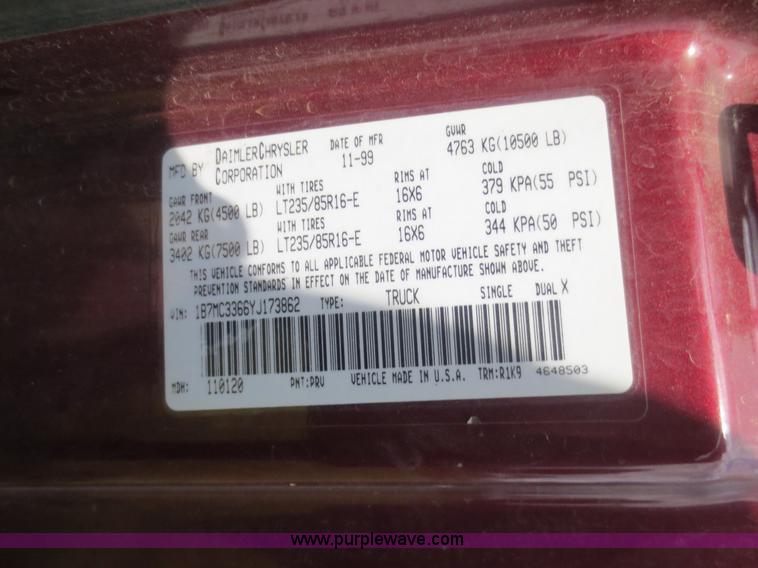 MFD BY DAIMLERCHRYSLER CORPORATION DATE OF MFR 11-99 GVWR 4763 KG(10500 LB)
GAWR FRONT WITH TIRES RIMS AT COLD
2042 KG(4500 LB) LT235/85R16-E 16X6 379 KPA(55 PSI)
GAWR REAR WITH TIRES RIMS AT COLD
3402 KG(7500 LB) LT235/85R16-E 16X6 344 KPA(50 PSI)
THIS VEHICLE CONFORMS TO ALL APPLICABLE FEDERAL MOTOR VEHICLE SAFETY AND THEFT
PREVENTION STANDARDS IN EFFECT ON THE DATE OF MANUFACTURE SHOWN ABOVE.
VIN: 1B7MC3366YJ173862 TYPE: TRUCK SINGLE DUAL X
MDH: 110120 PNT:PRV VEHICLE MADE IN U.S.A. TRM:R1K9 4648503
www.purplewave.com